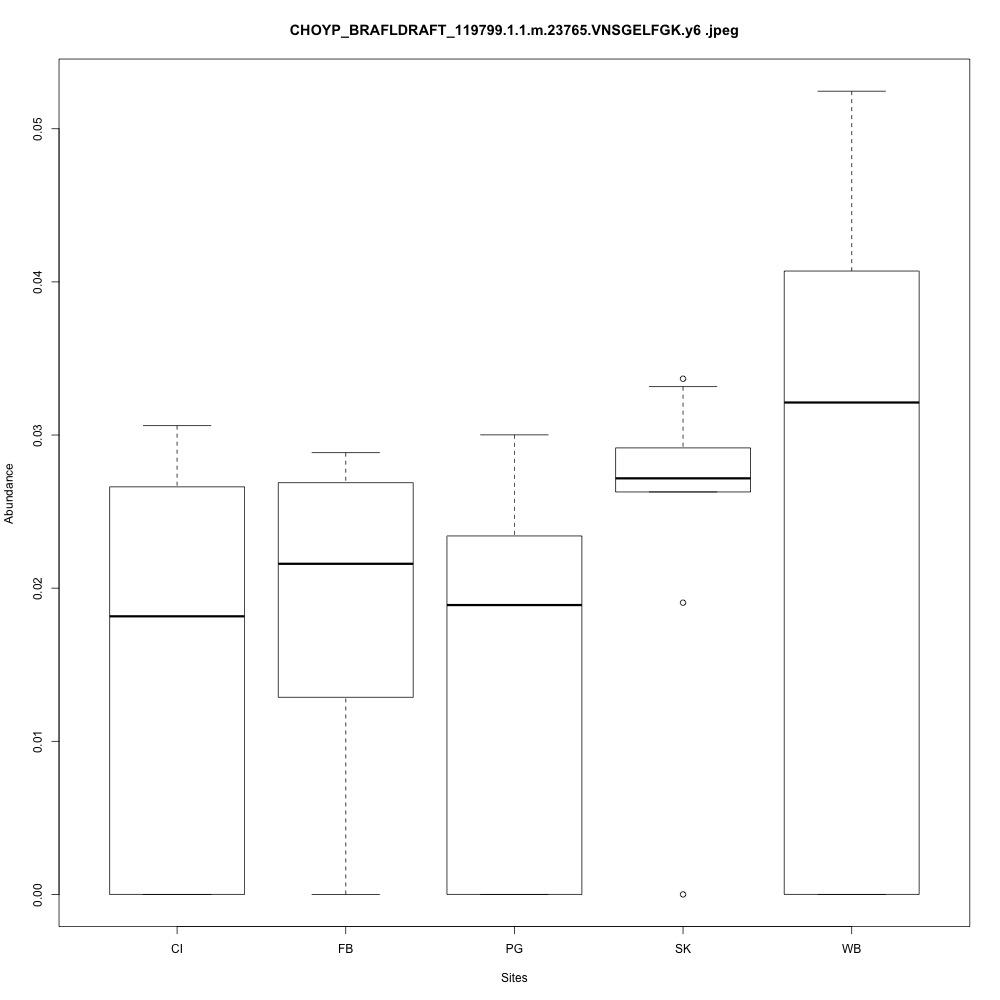 CHOYP_BRAFLDRAFT_119799.1.1.m.23765.VNSGELFGK.y6 .jpeg
0.05
0.04
0.03
0.02
0.01
0.00
Abundance
CI FB PG SK WB
Sites